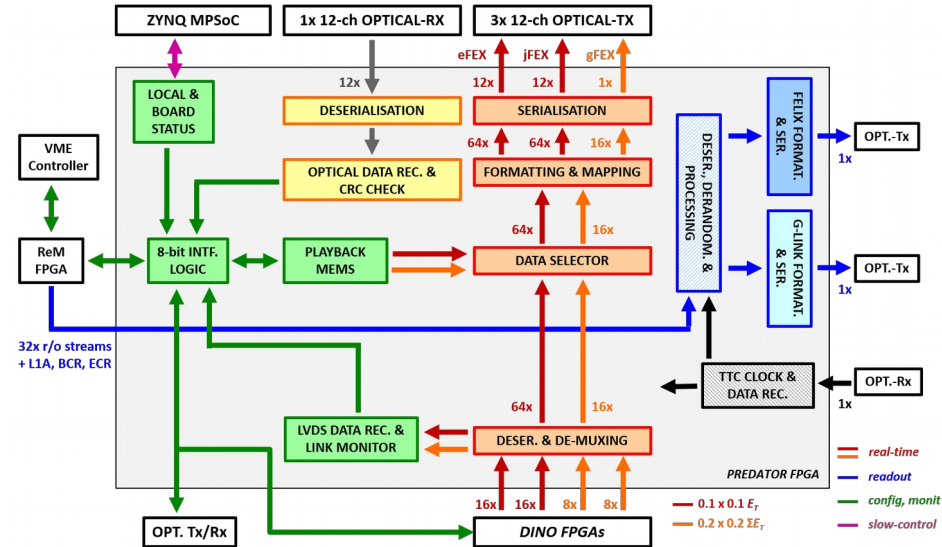 ZYNQ MPSoC
1x 12-ch OPTICAL-RX
3x 12-ch OPTICAL-TX
eFEX
jFEX
gFEX
12x
12x
12x
1x
LOCAL &
BOARD
STATUS
DESERIALISATION
SERIALISATION
64x
64x
16x
VME
Controller
OPTICAL DATA REC. &
CRC CHECK
FORMATTING & MAPPING
DESER., DERANDOM. &
PROCESSING
FELIX FORMAT.
& SER.
OPT.-Tx
1x
64x
16x
ReM
FPGA
8-bit INTF.
LOGIC
PLAYBACK
MEMS
DATA SELECTOR
G-LINK FORMAT.
& SER.
OPT.-Tx
1x
32x r/o streams
+ L1A, BCR, ECR
TTC CLOCK &
DATA REC.
OPT.-Rx
1x
64x
16x
LVDS DATA REC. &
LINK MONITOR
DESER. & DE-MUXING
PREDATOR FPGA
16x
16x
8x
8x
OPT. Tx/Rx
DINO FPGAs
0.1 x 0.1 ET
0.2 x 0.2 ΣET
real-time
readout
config, monit
slow-control